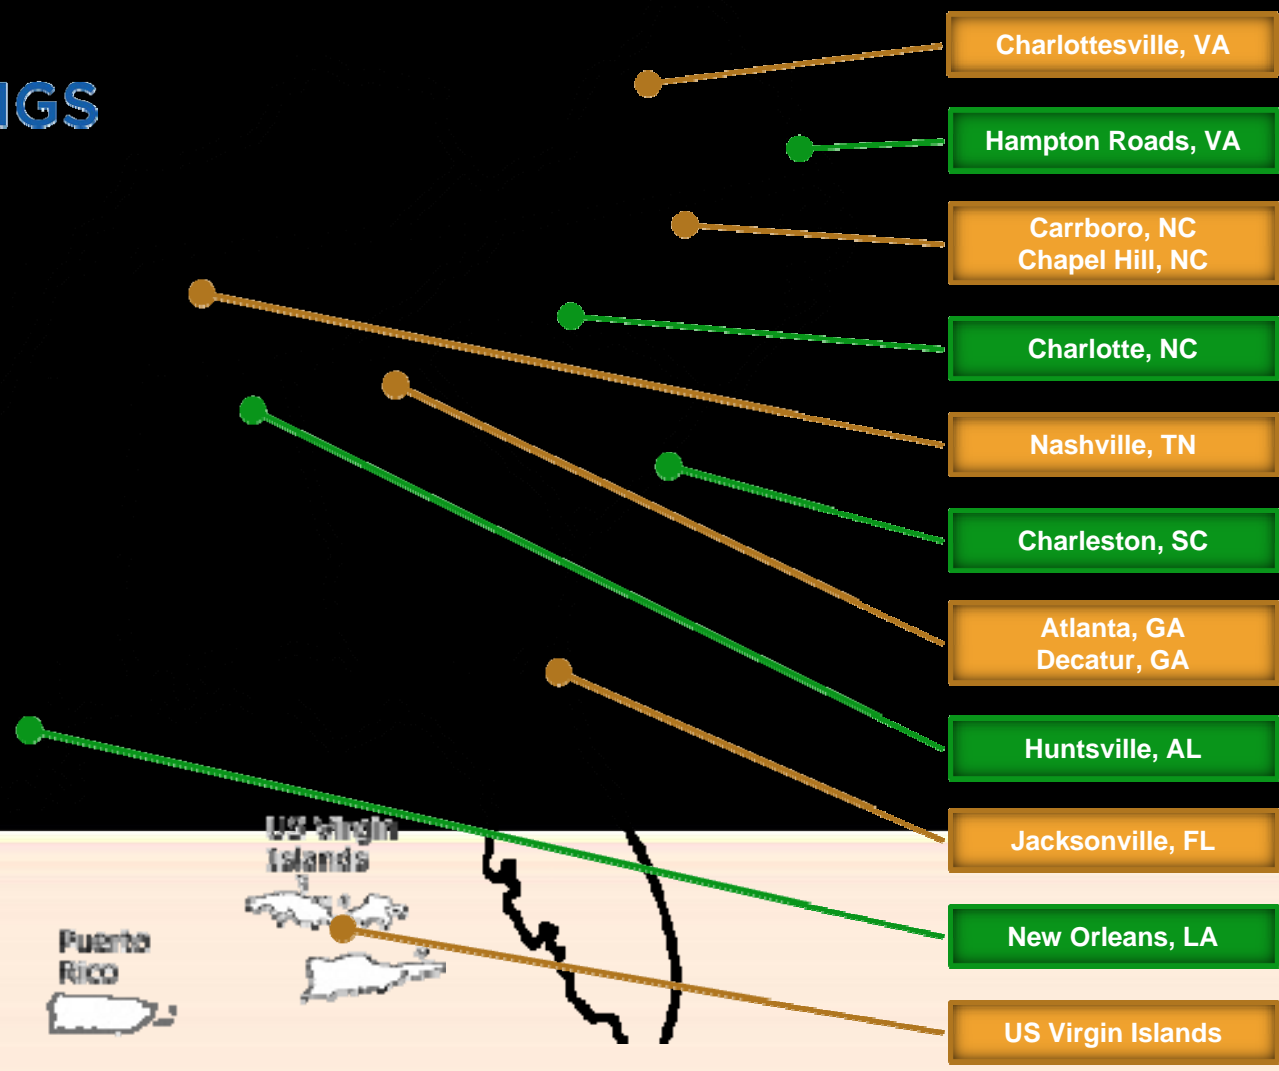 Charlottesville, VA
IGS
Hampton Roads, VA
Carrboro, NC
Chapel Hill, NC
Charlotte, NC
Nashville, TN
Charleston, SC
Atlanta, GA
Decatur, GA
Huntsville, AL
Jacksonville, FL
US Virgin
Islands
New Orleans, LA
Puerto
Rico
US Virgin Islands